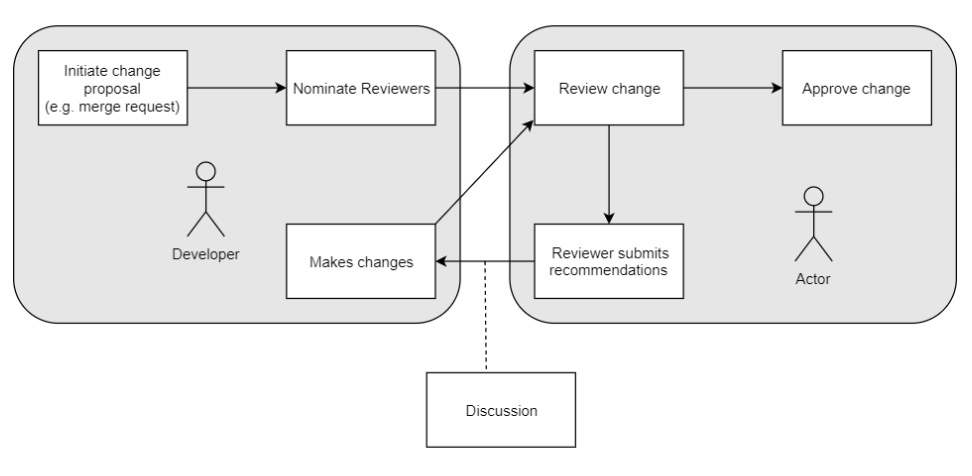 Initiate change
proposal
(e.g. merge request)
Nominate Reviewers
Review change
Approve change
Developer
Makes changes
Reviewer submits
recommendations
Actor
Discussion